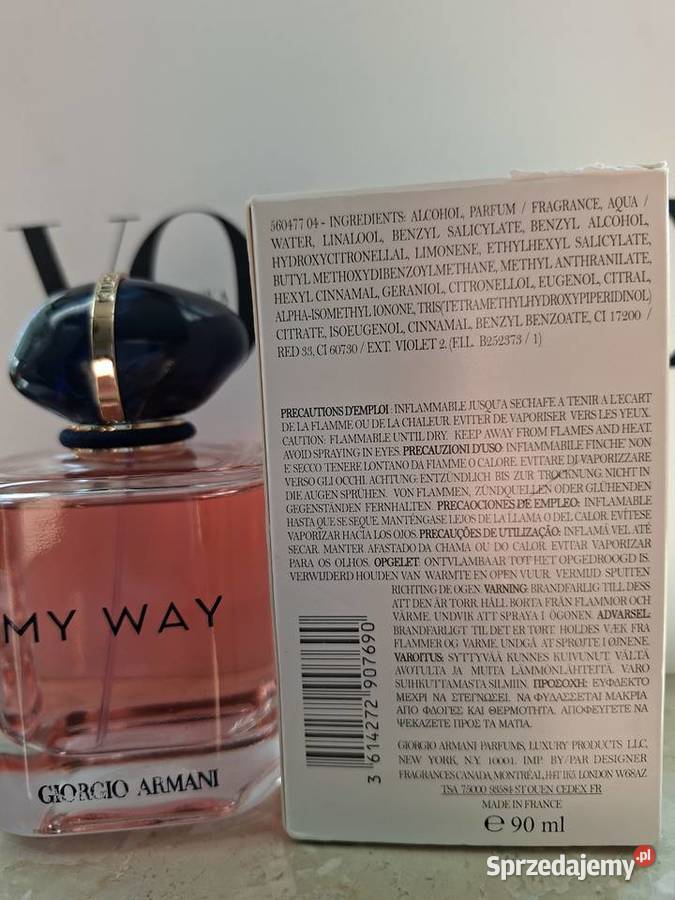 VO
560477 04 - INGREDIENTS: ALCOHOL, PARFUM / FRAGRANCE, AQUA /
WATER, LINALOOL, BENZYL SALICYLATE, BENZYL ALCOHOL,
HYDROXYCITRONELLAL, LIMONENE, ETHYLHEXYL SALICYLATE,
BUTYL METHOXYDIBENZOYLMETHANE, METHYL ANTHRANILATE,
HEXYL CINNAMAL, GERANIOL, CITRONELLOL, EUGENOL, CITRAL,
ALPHA-ISOMETHYL IONONE, TRIS(TETRAMETHYLHYDROXYPIPERIDINOL)
CITRATE, ISOEUGENOL, CINNAMAL, BENZYL BENZOATE, CI 17200 /
RED 33, CI 60730 / EXT. VIOLET 2. (F.I.L. B252373 / 1)
PRECAUTIONS D'EMPLOI : INFLAMMABLE JUSQU'A SECHAGE A TENIR A L'ECART
DE LA FLAMME OU DE LA CHALEUR. EVITER DE VAPORISER VERS LES YEUX.
CAUTION: FLAMMABLE UNTIL DRY. KEEP AWAY FROM FLAMES AND HEAT.
AVOID SPRAYING IN EYES. PRECAUZIONI D'USO: INFIAMMABILE FINCHE' NON
E' SECCO TENERE LONTANO DA FIAMME O CALORE. EVITARE DI VAPORIZZARE
VERSO GLI OCCHI. ACHTUNG: ENTZÜNDLICH BIS ZUR TROCKNUNG. NICHT IN
DIE AUGEN SPRÜHEN. VON FLAMMEN, ZÜNDQUELLEN ODER GLÜHENDEN
GEGENSTÄNDEN FERNHALTEN. PRECAUCIONES DE EMPLEO: INFLAMABLE
HASTA QUE SE SEQUE. MANTÉNGASE LEJOS DE LA LLAMA O DEL CALOR. EVÍTESE
VAPORIZAR HACÍA LOS OJOS. PRECAUÇÕES DE UTILIZAÇÃO: INFLAMÁVEL ATÉ
SECAR. MANTER AFASTADO DA CHAMA OU DO CALOR. EVITAR VAPORIZAR
PARA OS OLHOS. OPGELET: ONTVLAMBAAR TOT HET OPGEDROOGD IS.
VERWIJDERD HOUDEN VAN WARMTE EN OPEN VUUR. VERMIJD SPUITEN
RICHTING DE OGEN. VARNING: BRANDFARLIG TILL DESS
ATT DEN ÄR TORR. HÅLL BORTA FRÅN FLAMMOR OCH
VÄRME. UNDVIK ATT SPRAYA I ÖGONEN. ADVARSEL:
BRANDFARLIGT TIL DET ER TØRT. HOLDES VÆK FRA
FLAMMER OG VARME. UNDGÅ AT SPRØJTE I ØJNENE.
VAROITUS: SYTTYVÄÄ KUNNES KUIVUNUT. VÄLTÄ
AVOTULTA JA MUITA LÄMMÖNLÄHTEITÄ. VARO
SUIHKUTTAMASTA SILMIIN. ΠΡΟΣΟΧΗ: ΕΥΦΛΕΚΤΟ
ΜΕΧΡΙ ΝΑ ΣΤΕΓΝΩΣΕΙ. ΝΑ ΦΥΛΑΣΣΕΤΑΙ ΜΑΚΡΙΑ
ΑΠΟ ΦΛΟΓΕΣ ΚΑΙ ΘΕΡΜΟΤΗΤΑ. ΑΠΟΦΕΥΓΕΤΕ ΝΑ
ΨΕΚΑΖΕΤΕ ΠΡΟΣ ΤΑ ΜΑΤΙΑ.
3 614272 907690
GIORGIO ARMANI PARFUMS, LUXURY PRODUCTS LLC,
NEW YORK, N.Y. 10001. IMP. BY/PAR DESIGNER
FRAGRANCES CANADA, MONTRÉAL, H4T 1K5. LONDON W6 8AZ
TSA 75000 93584 ST OUEN CEDEX FR
MADE IN FRANCE
℮ 90 ml
MY WAY
GIORGIO ARMANI
Sprzedajemy.pl